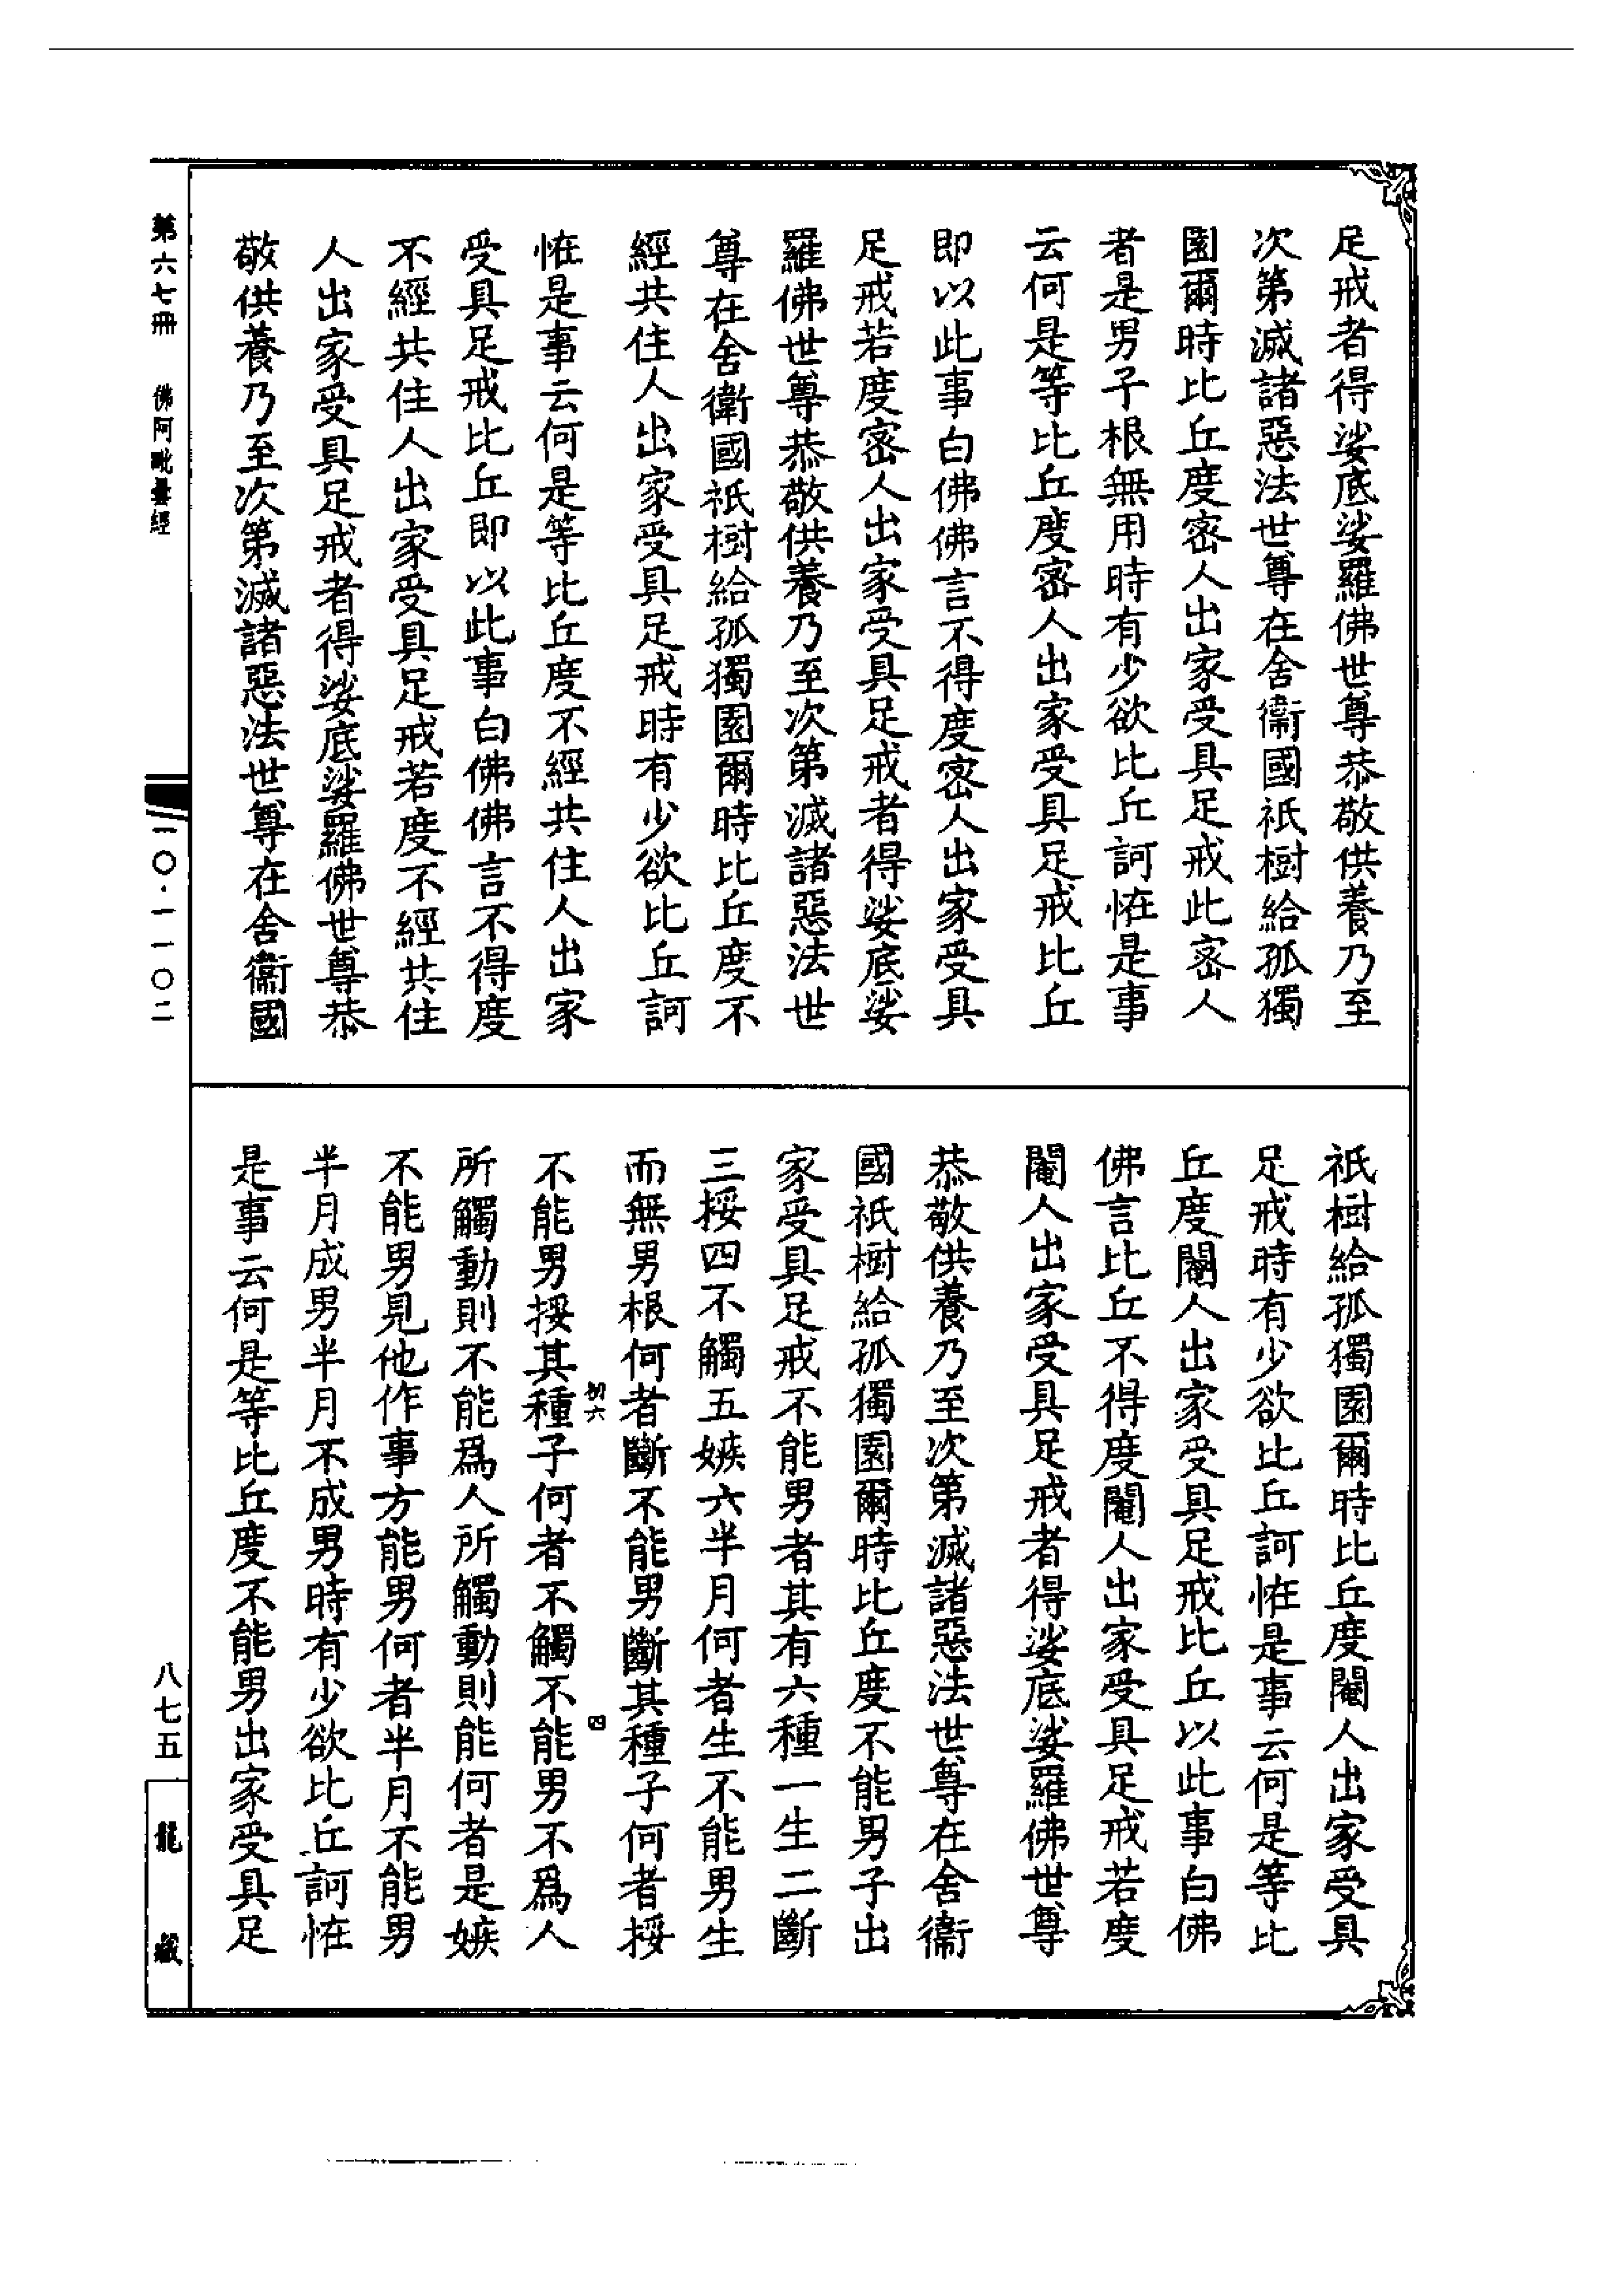 足戒者得娑底娑羅佛世尊恭敬供養乃至
次第滅諸惡法世尊在舍衞國祇樹給孤獨
園爾時比丘度密人出家受具足戒此密人
者是男子根無用時有少欲比丘訶恠是事
云何是等比丘度密人出家受具足戒比丘
即以此事白佛佛言不得度密人出家受具
足戒若度密人出家受具足戒者得娑底娑
羅佛世尊恭敬供養乃至次第滅諸惡法世
尊在舍衛國祇樹給孤獨園爾時比丘度不
經共住人出家受具足戒時有少欲比丘訶
恠是事云何是等比丘度不經共住人出家
受具足戒比丘即以此事白佛佛言不得度
不經共住人出家受具足戒若度不經共住
人出家受具足戒者得娑底娑羅佛世尊恭
敬供養乃至次第滅諸惡法世尊在舍衞國
祇樹給孤獨園爾時比丘度閹人出家受具
足戒時有少欲比丘訶恠是事云何是等比
丘度閹人出家受具足戒比丘以此事白佛
佛言比丘不得度閹人出家受具足戒若度
閹人出家受具足戒者得娑底娑羅佛世尊
恭敬供養乃至次第滅諸惡法世尊在舍衞
國祇樹給孤獨園爾時比丘度不能男子出
家受具足戒不能男者其有六種一生二斷
三挼四不觸五嫉六半月何者生不能男生
而無男根何者斷不能男斷其種子何者挼
不能男挼其種子何者不觸不能男不爲人
初六
四
所觸動則不能爲人所觸動則能何者是嫉
不能男見他作事方能男何者半月不能男
半月成男半月不成男時有少欲比丘訶恠
是事云何是等比丘度不能男出家受具足
第六七冊 佛阿毗曇經
一〇·一一〇二
八七五
龍藏